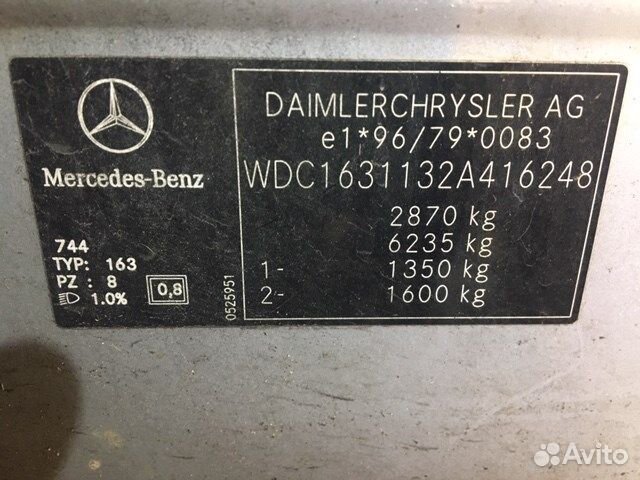 Mercedes-Benz
744
TYP: 163
PZ : 8
1.0%
0,8
0525951
DAIMLERCHRYSLER AG
e1*96/79*0083
WDC1631132A416248
2870 kg
6235 kg
1- 1350 kg
2- 1600 kg
Avito